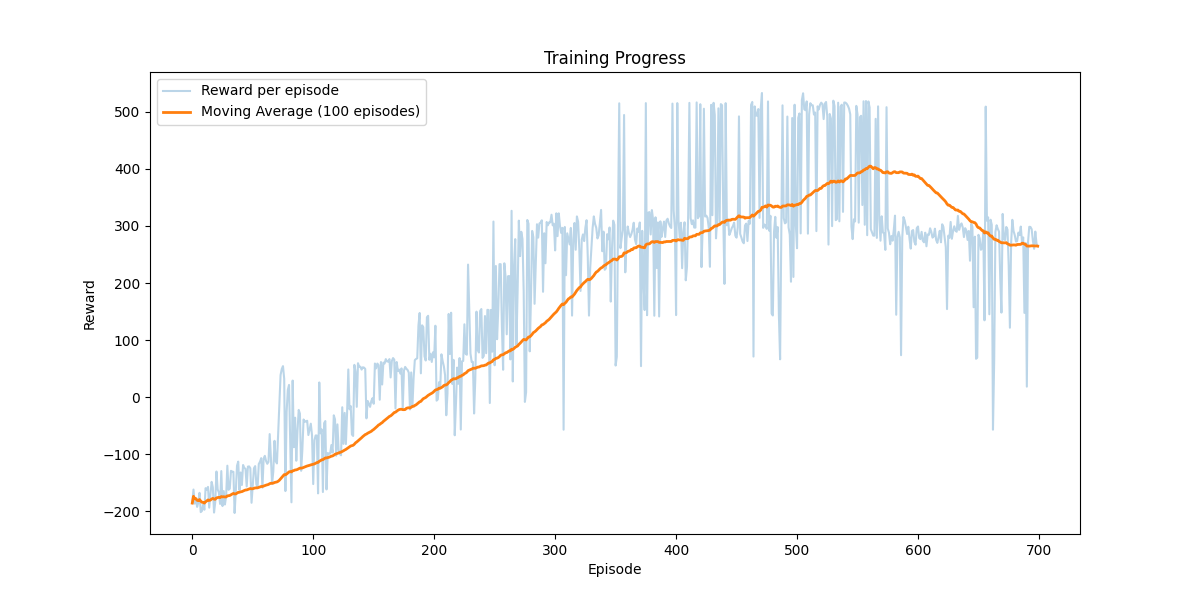 Training Progress
Reward per episode
Moving Average (100 episodes)
500
400
300
200
100
0
−100
−200
Reward
0 100 200 300 400 500 600 700
Episode